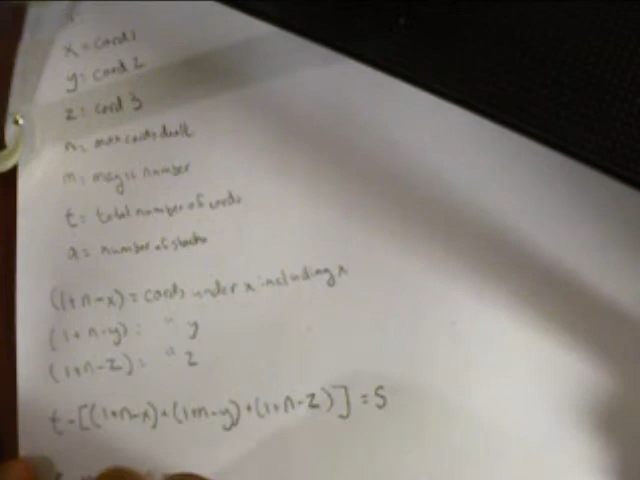 x = card 1
y = card 2
z = card 3
n = max cards dealt
m = magic number
t = total number of cards
a = number of stacks
(1+n-x) = cards under x including x
(1+n-y) = " y
(1+n-z) = " z
t-[(1+n-x)+(1+n-y)+(1+n-z)] = S